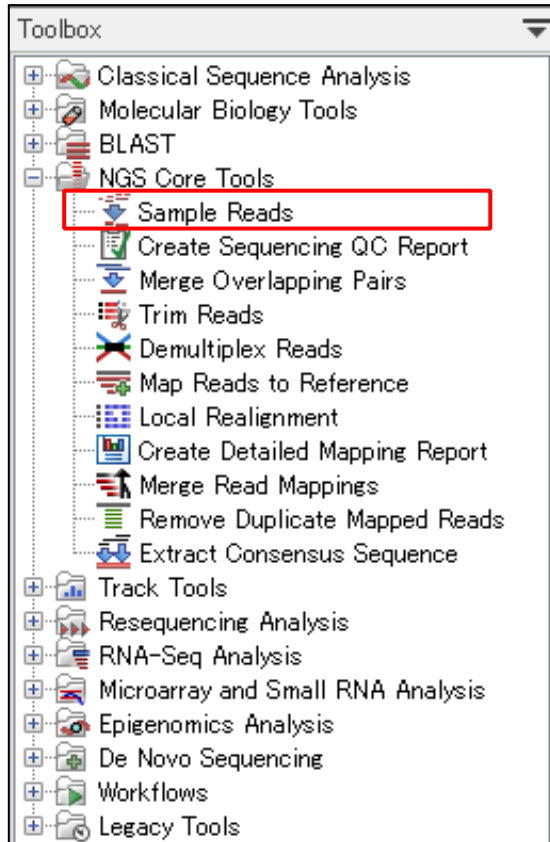 Toolbox
Classical Sequence Analysis
Molecular Biology Tools
BLAST
NGS Core Tools
Sample Reads
Create Sequencing QC Report
Merge Overlapping Pairs
Trim Reads
Demultiplex Reads
Map Reads to Reference
Local Realignment
Create Detailed Mapping Report
Merge Read Mappings
Remove Duplicate Mapped Reads
Extract Consensus Sequence
Track Tools
Resequencing Analysis
RNA-Seq Analysis
Microarray and Small RNA Analysis
Epigenomics Analysis
De Novo Sequencing
Workflows
Legacy Tools